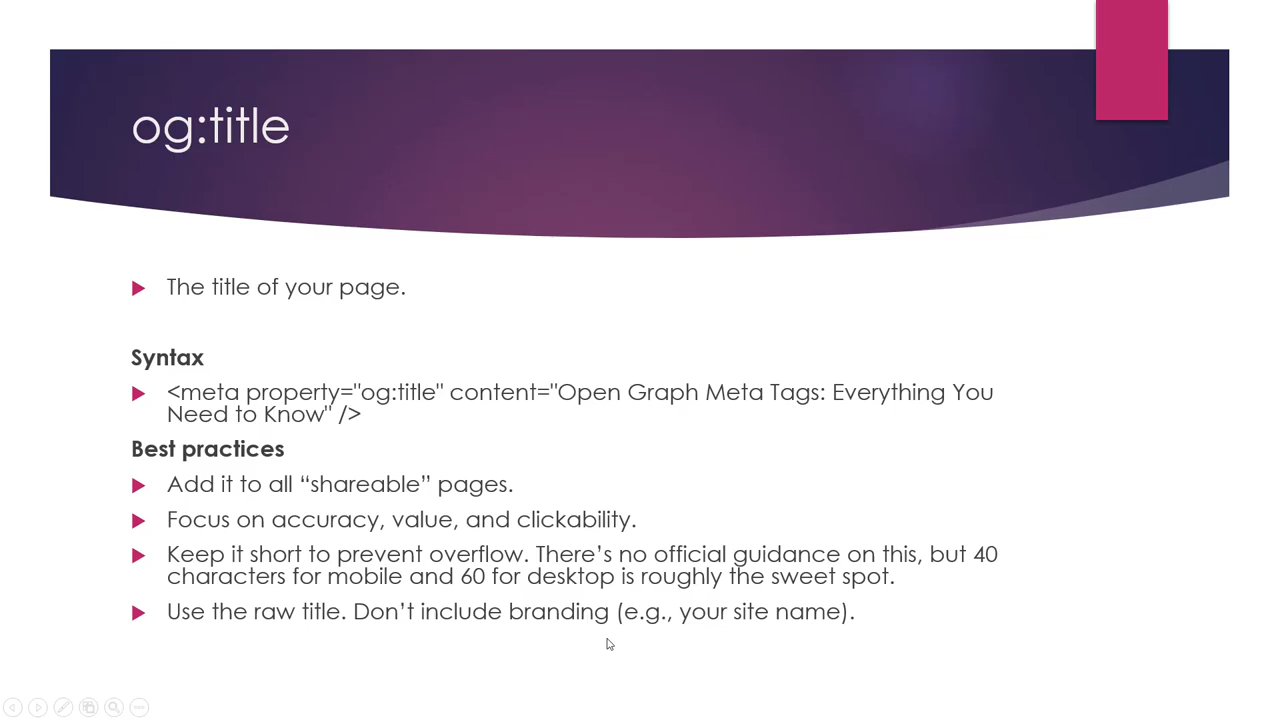 og:title
The title of your page.
Syntax
<meta property="og:title" content="Open Graph Meta Tags: Everything You
Need to Know" />
Best practices
Add it to all “shareable” pages.
Focus on accuracy, value, and clickability.
Keep it short to prevent overflow. There’s no official guidance on this, but 40
characters for mobile and 60 for desktop is roughly the sweet spot.
Use the raw title. Don’t include branding (e.g., your site name).